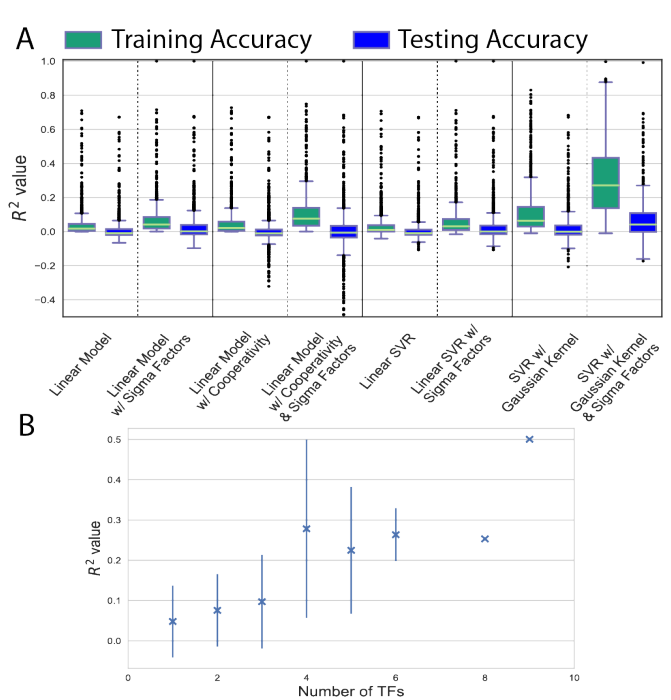 A
Training Accuracy
Testing Accuracy
1.0
0.8
0.6
0.4
0.2
0.0
−0.2
−0.4
R² value
Linear Model
Linear Model
w/ Sigma Factors
Linear Model
w/ Cooperativity
Linear Model
w/ Cooperativity
& Sigma Factors
Linear SVR
Linear SVR w/
Sigma Factors
SVR w/
Gaussian Kernel
SVR w/
Gaussian Kernel
& Sigma Factors
B
0.5
0.4
0.3
0.2
0.1
0.0
R² value
0
2
4
6
8
10
Number of TFs